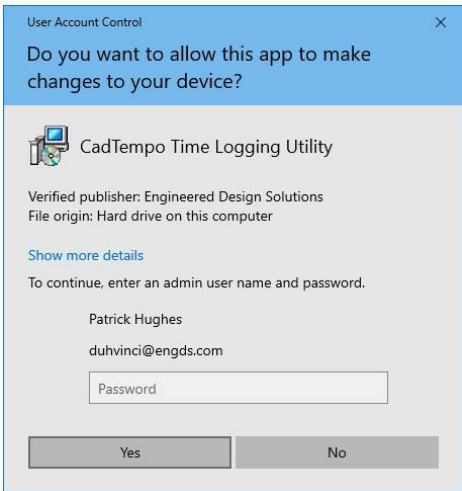 User Account Control
Do you want to allow this app to make
changes to your device?
CadTempo Time Logging Utility
Verified publisher: Engineered Design Solutions
File origin: Hard drive on this computer
Show more details
To continue, enter an admin user name and password.
Patrick Hughes
duhvinci@engds.com
Password
Yes
No